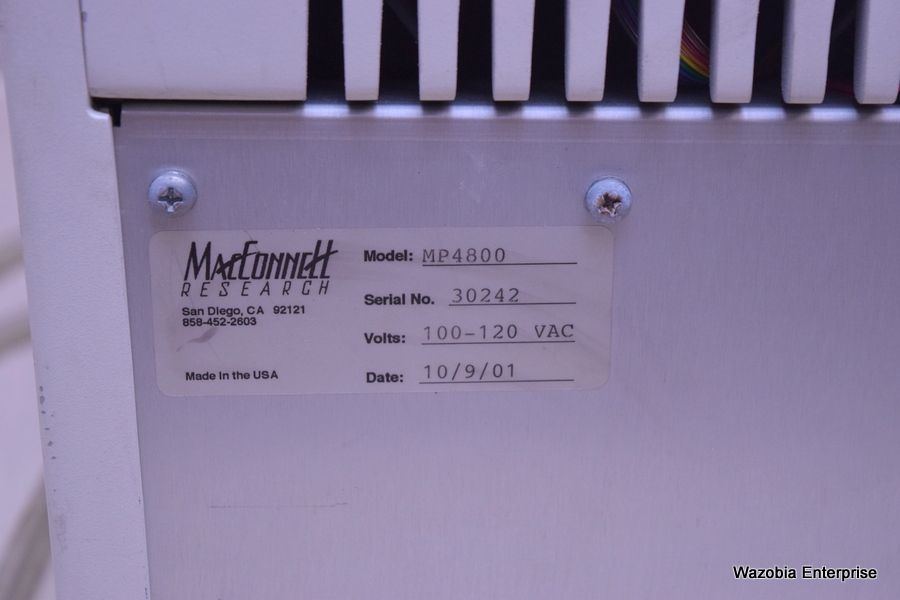 MacConnell
RESEARCH
San Diego, CA 92121
858-452-2603
Made in the USA
Model: MP4800
Serial No. 30242
Volts: 100-120 VAC
Date: 10/9/01
Wazobia Enterprise